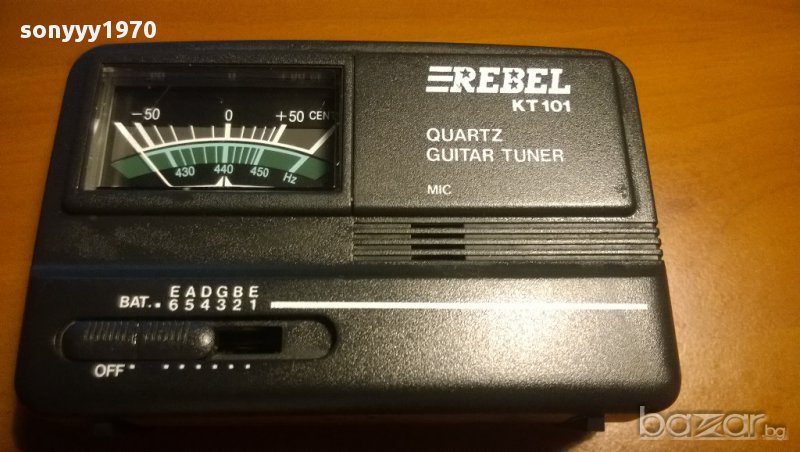 sonyyy1970
REBEL
KT 101
QUARTZ
GUITAR TUNER
MIC
-50 0 +50 CEN
430 440 450 Hz
E A D G B E
BAT. 6 5 4 3 2 1
OFF
bazar.bg